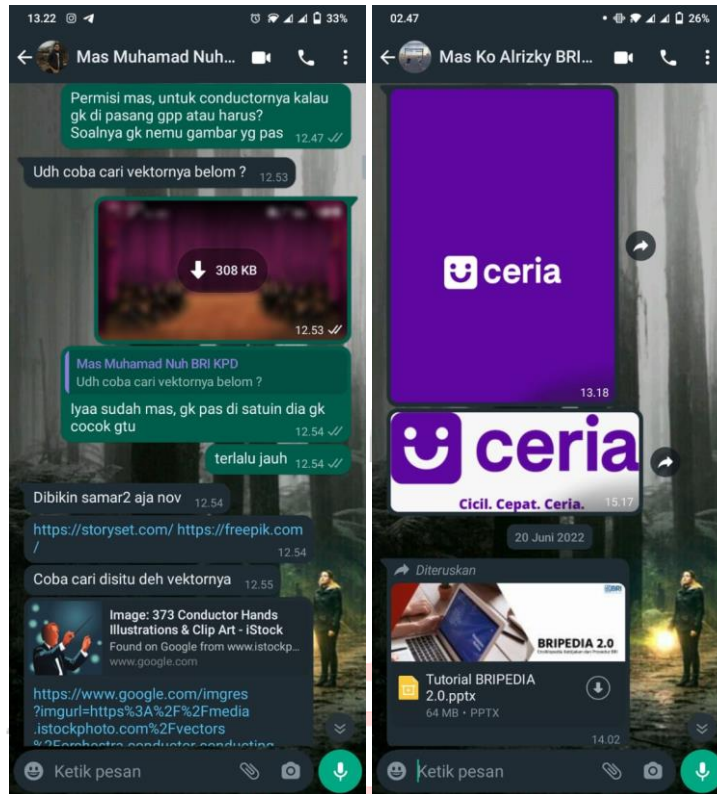 13.22
33%
Mas Muhamad Nuh...
Permisi mas, untuk conductornya kalau
gk di pasang gpp atau harus?
Soalnya gk nemu gambar yg pas
12.47
Udh coba cari vektornya belom ?
12.53
308 KB
12.53
Mas Muhamad Nuh BRI KPD
Udh coba cari vektornya belom ?
Iyaa sudah mas, gk pas di satuin dia gk
cocok gtu
12.54
terlalu jauh
12.54
Dibikin samar2 aja nov
12.54
https://storyset.com/ https://freepik.com
/
12.54
Coba cari disitu deh vektornya
12.55
Image: 373 Conductor Hands
Illustrations & Clip Art - iStock
Found on Google from www.istockp...
www.google.com
https://www.google.com/imgres
?imgurl=https%3A%2F%2Fmedia
.istockphoto.com%2Fvectors
%2Forchestra-conductor-conducting
Ketik pesan
02.47
26%
Mas Ko Alrizky BRI...
ceria
13.18
ceria
Cicil. Cepat. Ceria.
15.17
20 Juni 2022
Diteruskan
BRI
BRIPEDIA 2.0
Tutorial BRIPEDIA
2.0.pptx
64 MB • PPTX
14.02
Ketik pesan